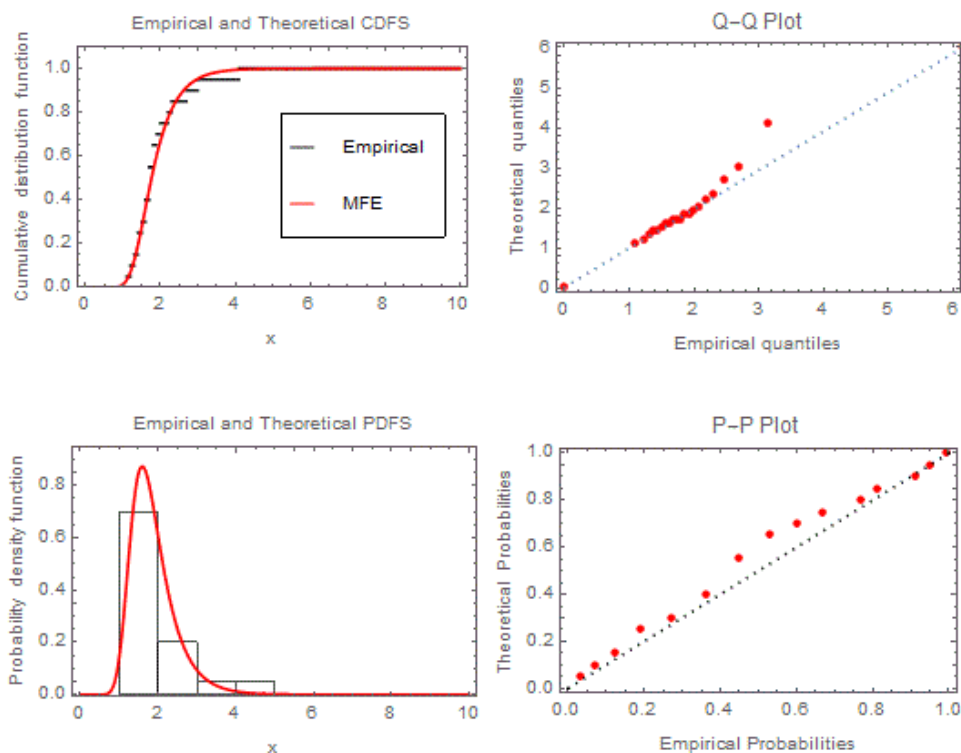 Empirical and Theoretical CDFS
Cumulative distribution function
1.0
0.8
0.6
0.4
0.2
0.0
Empirical
MFE
0 2 4 6 8 10
x
Q-Q Plot
Theoretical quantiles
6
5
4
3
2
1
0
0 1 2 3 4 5 6
Empirical quantiles
Empirical and Theoretical PDFS
Probability density function
0.8
0.6
0.4
0.2
0.0
0 2 4 6 8 10
x
P-P Plot
Theoretical Probabilities
1.0
0.8
0.6
0.4
0.2
0.0
0.0 0.2 0.4 0.6 0.8 1.0
Empirical Probabilities